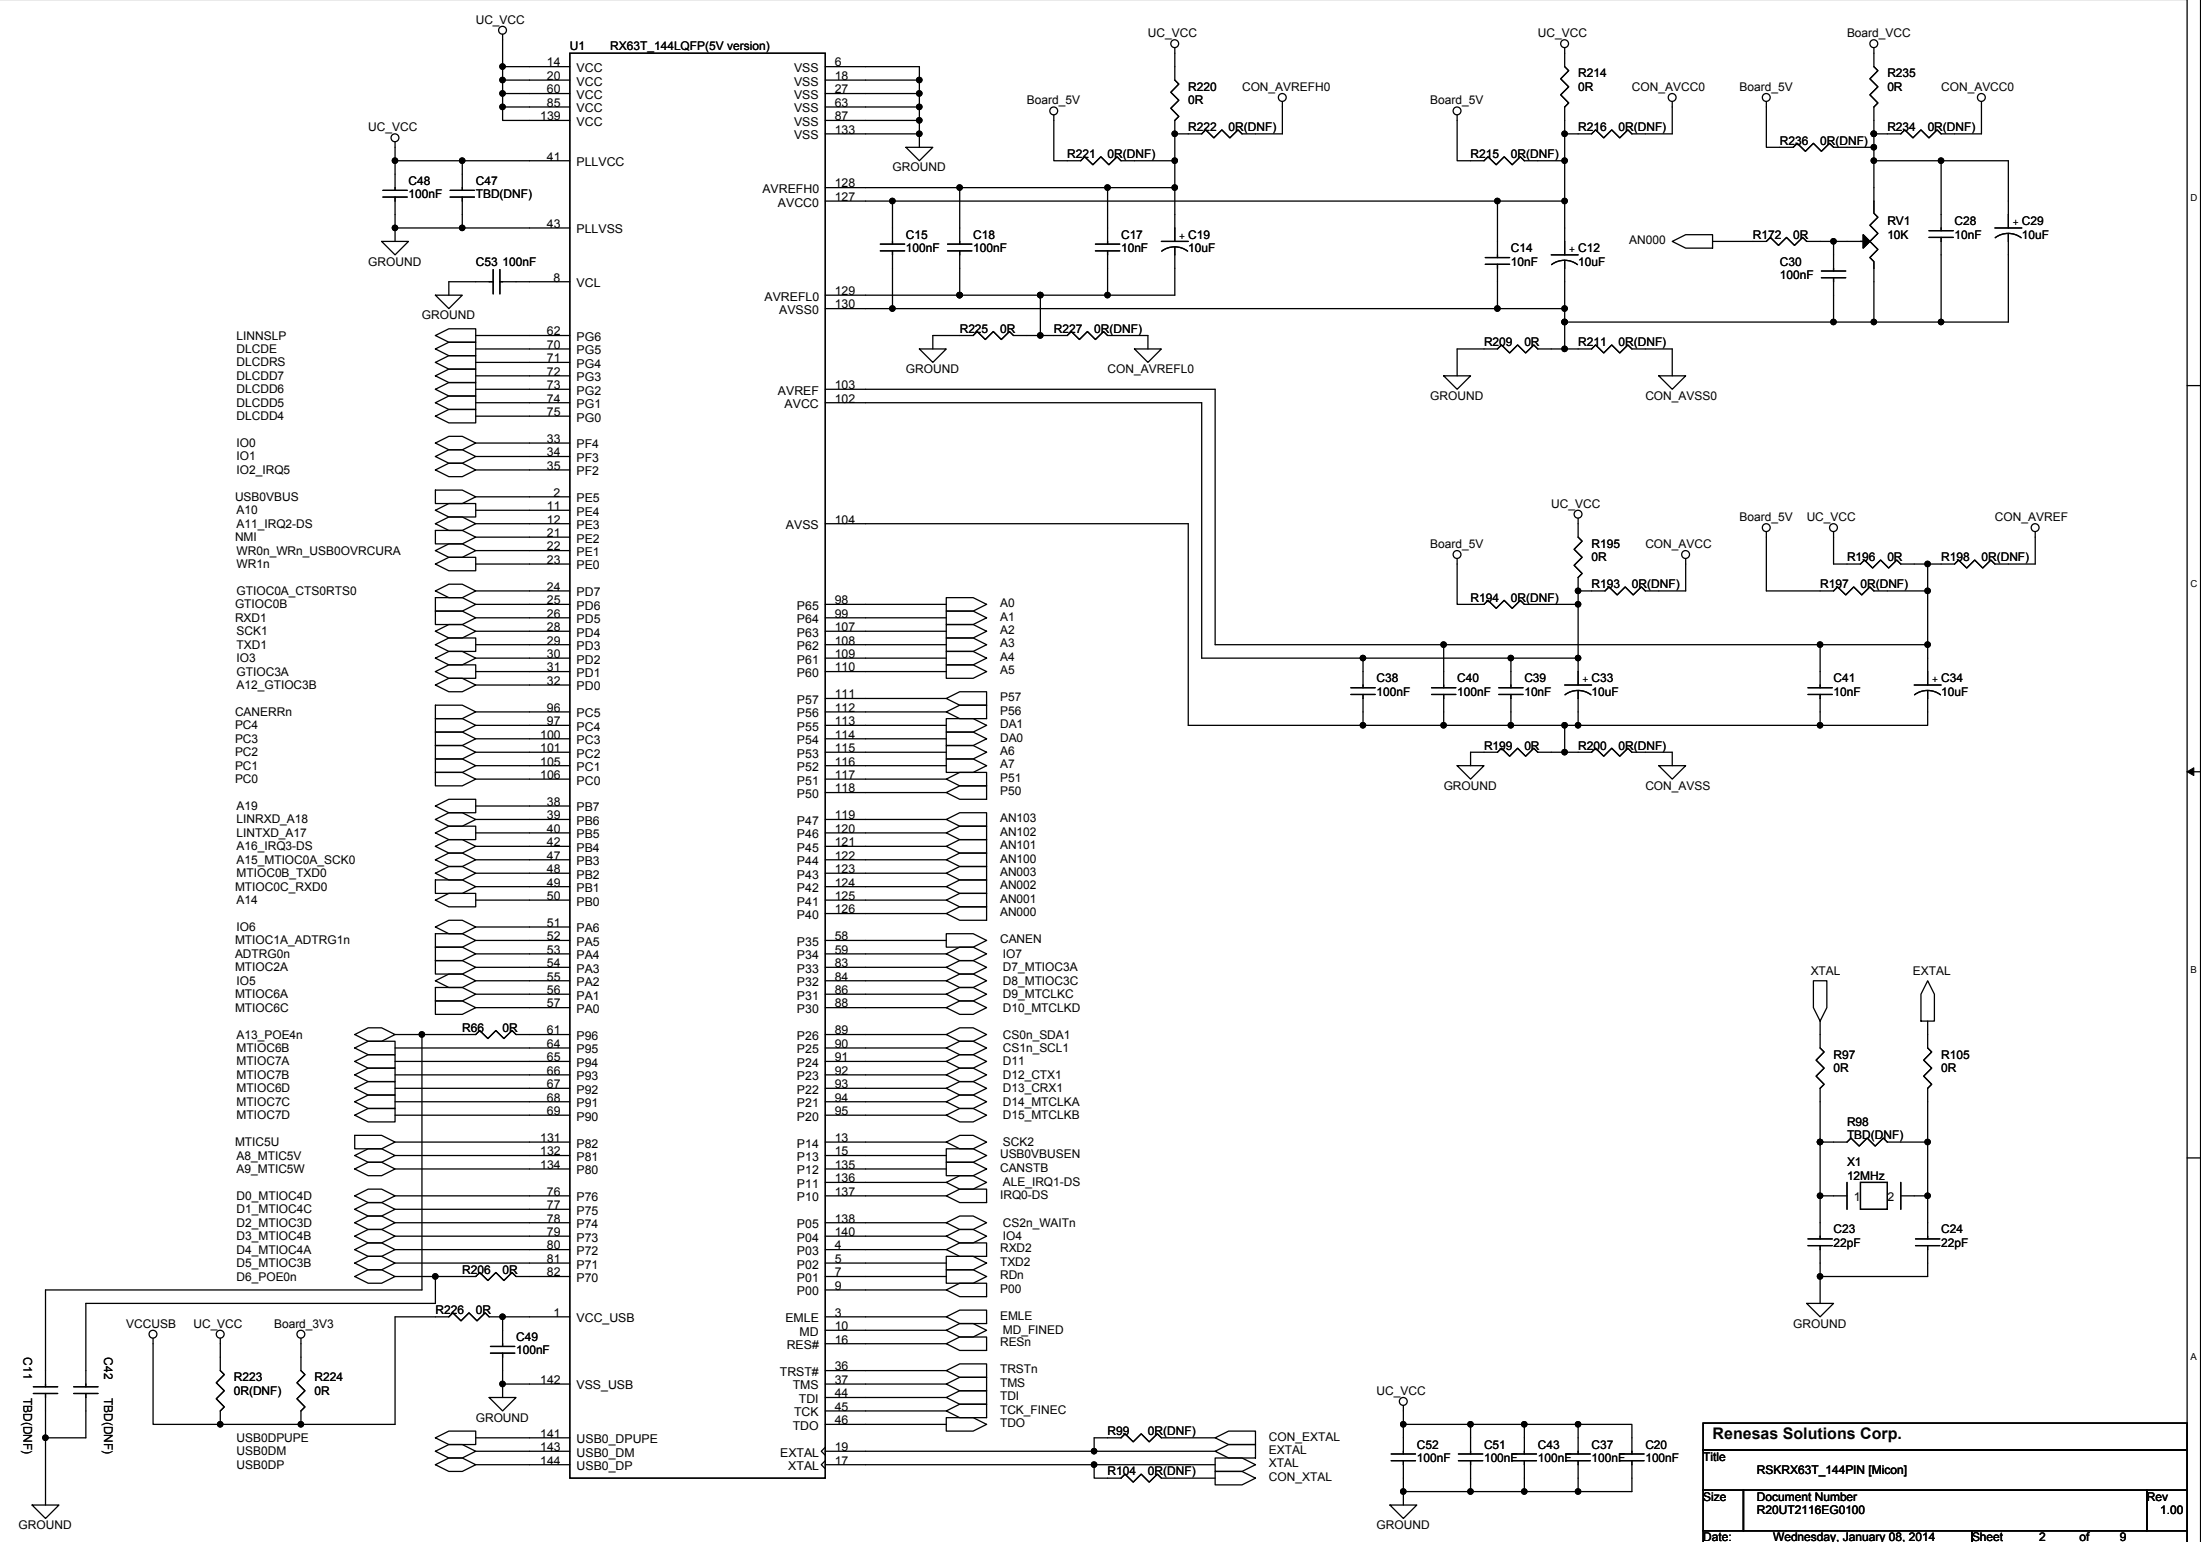 UC_VCC
U1 RX63T_144LQFP(5V version)
14 VCC
20 VCC
60 VCC
85 VCC
139 VCC
UC_VCC
41 PLLVCC
C48 100nF
C47 TBD(DNF)
43 PLLVSS
GROUND
C53 100nF
8 VCL
GROUND
LINNSLP 62 PG6
DLCDE 70 PG5
DLCDRS 71 PG4
DLCDD7 72 PG3
DLCDD6 73 PG2
DLCDD5 74 PG1
DLCDD4 75 PG0
IO0 33 PF4
IO1 34 PF3
IO2_IRQ5 35 PF2
USB0VBUS 2 PE5
A10 11 PE4
A11_IRQ2-DS 12 PE3
NMI 21 PE2
WR0n_WRn_USB0OVRCURA 22 PE1
WR1n 23 PE0
GTIOC0A_CTS0RTS0 24 PD7
GTIOC0B 25 PD6
RXD1 26 PD5
SCK1 28 PD4
TXD1 29 PD3
IO3 30 PD2
GTIOC3A 31 PD1
A12_GTIOC3B 32 PD0
CANERRn 96 PC5
PC4 97 PC4
PC3 100 PC3
PC2 101 PC2
PC1 105 PC1
PC0 106 PC0
A19 38 PB7
LINRXD_A18 39 PB6
LINTXD_A17 40 PB5
A16_IRQ3-DS 42 PB4
A15_MTIOC0A_SCK0 47 PB3
MTIOC0B_TXD0 48 PB2
MTIOC0C_RXD0 49 PB1
A14 50 PB0
IO6 51 PA6
MTIOC1A_ADTRG1n 52 PA5
ADTRG0n 53 PA4
MTIOC2A 54 PA3
IO5 55 PA2
MTIOC6A 56 PA1
MTIOC6C 57 PA0
A13_POE4n R66 0R 61 P96
MTIOC6B 64 P95
MTIOC7A 65 P94
MTIOC7B 66 P93
MTIOC6D 67 P92
MTIOC7C 68 P91
MTIOC7D 69 P90
MTIC5U 131 P82
A8_MTIC5V 132 P81
A9_MTIC5W 134 P80
D0_MTIOC4D 76 P76
D1_MTIOC4C 77 P75
D2_MTIOC3D 78 P74
D3_MTIOC4B 79 P73
D4_MTIOC4A 80 P72
D5_MTIOC3B 81 P71
D6_POE0n R206 0R 82 P70
R226 0R 1 VCC_USB
VCCUSB UC_VCC Board_3V3
C49 100nF
C11 TBD(DNF)
C42 TBD(DNF)
R223 0R(DNF)
R224 0R
142 VSS_USB
GROUND
USB0DPUPE 141 USB0_DPUPE
USB0DM 143 USB0_DM
USB0DP 144 USB0_DP
GROUND
VSS 6
VSS 18
VSS 27
VSS 63
VSS 87
VSS 133
GROUND
AVREFH0 128
AVCC0 127
AVREFL0 129
AVSS0 130
AVREF 103
AVCC 102
AVSS 104
P65 98 A0
P64 99 A1
P63 107 A2
P62 108 A3
P61 109 A4
P60 110 A5
P57 111 P57
P56 112 P56
P55 113 DA1
P54 114 DA0
P53 115 A6
P52 116 A7
P51 117 P51
P50 118 P50
P47 119 AN103
P46 120 AN102
P45 121 AN101
P44 122 AN100
P43 123 AN003
P42 124 AN002
P41 125 AN001
P40 126 AN000
P35 58 CANEN
P34 59 IO7
P33 83 D7_MTIOC3A
P32 84 D8_MTIOC3C
P31 86 D9_MTCLKC
P30 88 D10_MTCLKD
P26 89 CS0n_SDA1
P25 90 CS1n_SCL1
P24 91 D11
P23 92 D12_CTX1
P22 93 D13_CRX1
P21 94 D14_MTCLKA
P20 95 D15_MTCLKB
P14 13 SCK2
P13 15 USB0VBUSEN
P12 135 CANSTB
P11 136 ALE_IRQ1-DS
P10 137 IRQ0-DS
P05 138 CS2n_WAITn
P04 140 IO4
P03 4 RXD2
P02 5 TXD2
P01 7 RDn
P00 9 P00
EMLE 3 EMLE
MD 10 MD_FINED
RES# 16 RESn
TRST# 36 TRSTn
TMS 37 TMS
TDI 44 TDI
TCK 45 TCK_FINEC
TDO 46 TDO
R99 0R(DNF) CON_EXTAL
EXTAL 19 EXTAL
XTAL 17 XTAL
R104 0R(DNF) CON_XTAL
UC_VCC
R220 0R
CON_AVREFH0
Board_5V
R222 0R(DNF)
R221 0R(DNF)
C15 100nF
C18 100nF
C17 10nF
+ C19 10uF
R225 0R R227 0R(DNF)
GROUND CON_AVREFL0
UC_VCC
R214 0R
CON_AVCC0
Board_5V
R216 0R(DNF)
R215 0R(DNF)
C14 10nF
+ C12 10uF
R209 0R R211 0R(DNF)
GROUND CON_AVSS0
Board_VCC
R235 0R
Board_5V
CON_AVCC0
R234 0R(DNF)
R236 0R(DNF)
AN000 R172 0R
RV1 10K
C30 100nF
C28 10nF
+ C29 10uF
UC_VCC
Board_5V
R195 0R
CON_AVCC
R193 0R(DNF)
R194 0R(DNF)
Board_5V UC_VCC CON_AVREF
R196 0R R198 0R(DNF)
R197 0R(DNF)
C38 100nF
C40 100nF
C39 10nF
+ C33 10uF
C41 10nF
+ C34 10uF
R199 0R R200 0R(DNF)
GROUND CON_AVSS
XTAL EXTAL
R97 0R
R105 0R
R98 TBD(DNF)
X1 12MHz
1 2
C23 22pF
C24 22pF
GROUND
UC_VCC
C52 100nF
C51 100nF
C43 100nF
C37 100nF
C20 100nF
GROUND
D
C
B
A
Renesas Solutions Corp.
Title
RSKRX63T_144PIN [Micon]
Size Document Number Rev
R20UT2116EG0100 1.00
Date: Wednesday, January 08, 2014 Sheet 2 of 9